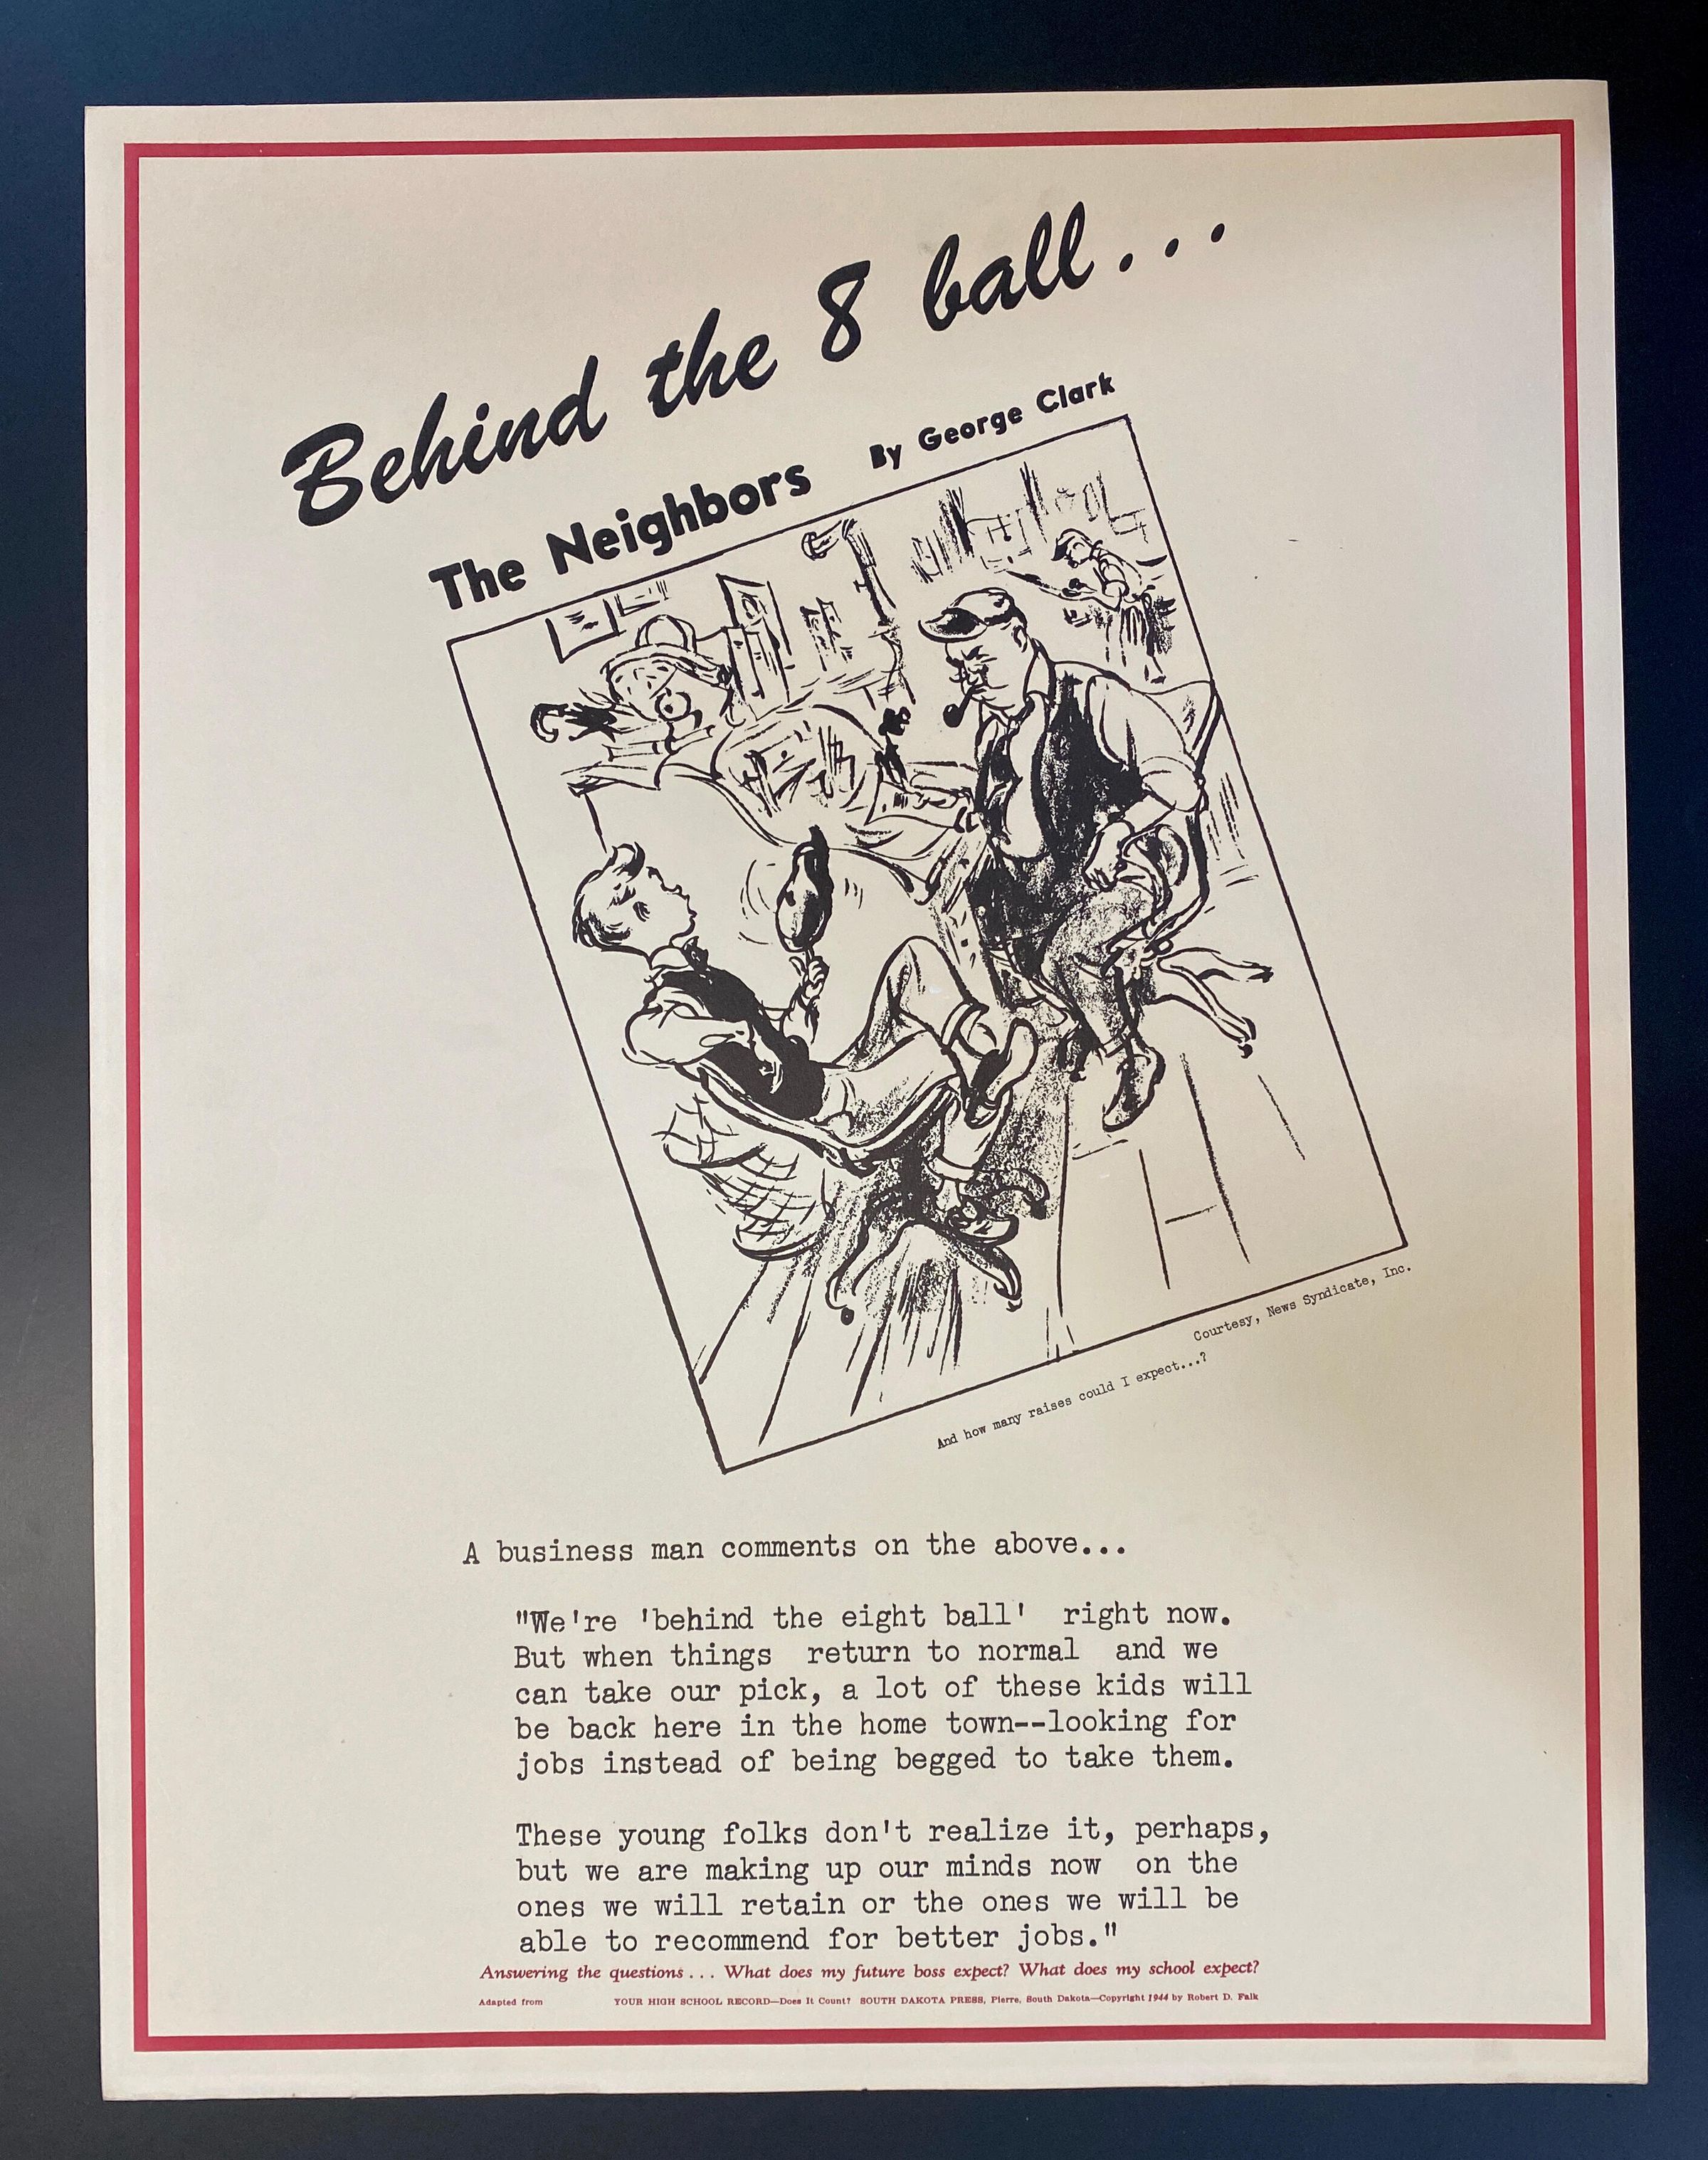 Behind the 8 ball...
The Neighbors By George Clark
Courtesy, News Syndicate, Inc.
And how many raises could I expect...?
A business man comments on the above...
"We're 'behind the eight ball' right now.
But when things return to normal and we
can take our pick, a lot of these kids will
be back here in the home town--looking for
jobs instead of being begged to take them.
These young folks don't realize it, perhaps,
but we are making up our minds now on the
ones we will retain or the ones we will be
able to recommend for better jobs."
Answering the questions... What does my future boss expect? What does my school expect?
Adapted from YOUR HIGH SCHOOL RECORD—Does It Count? SOUTH DAKOTA PRESS, Pierre, South Dakota—Copyright 1944 by Robert D. Falk